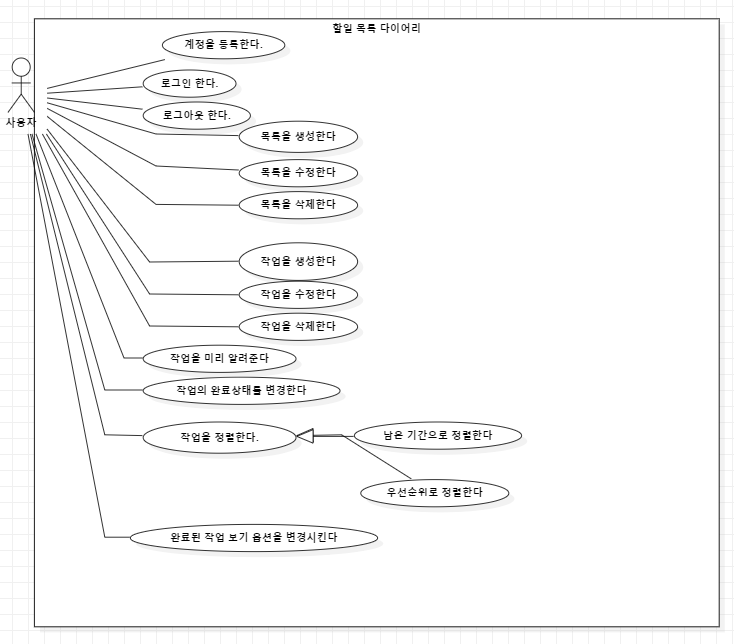 할일 목록 다이어리
계정을 등록한다.
로그인 한다.
로그아웃 한다.
사용자
목록을 생성한다
목록을 수정한다
목록을 삭제한다
작업을 생성한다
작업을 수정한다
작업을 삭제한다
작업을 미리 알려준다
작업의 완료상태를 변경한다
작업을 정렬한다.
남은 기간으로 정렬한다
우선순위로 정렬한다
완료된 작업 보기 옵션을 변경시킨다